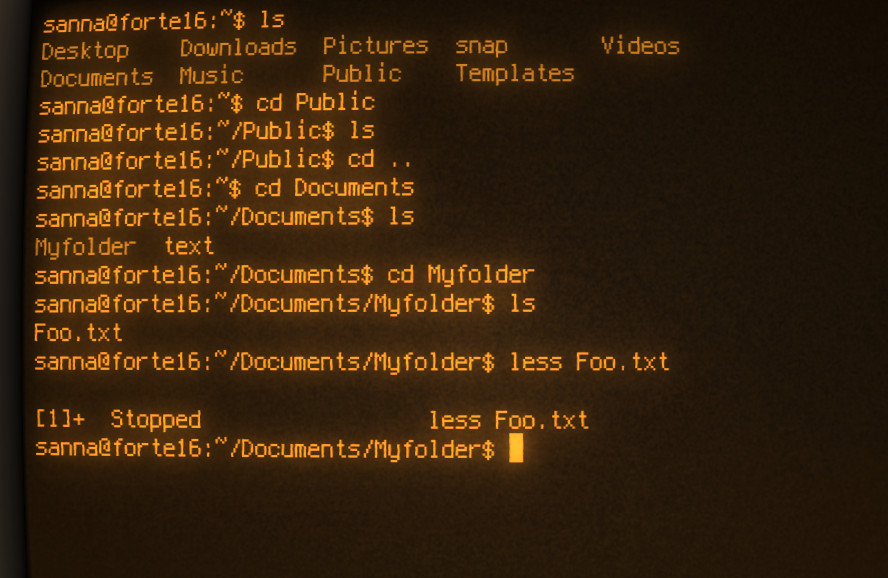 sanna@forte16:~$ ls
Desktop    Downloads  Pictures  snap       Videos
Documents  Music      Public    Templates
sanna@forte16:~$ cd Public
sanna@forte16:~/Public$ ls
sanna@forte16:~/Public$ cd ..
sanna@forte16:~$ cd Documents
sanna@forte16:~/Documents$ ls
Myfolder  text
sanna@forte16:~/Documents$ cd Myfolder
sanna@forte16:~/Documents/Myfolder$ ls
Foo.txt
sanna@forte16:~/Documents/Myfolder$ less Foo.txt
[1]+  Stopped                 less Foo.txt
sanna@forte16:~/Documents/Myfolder$